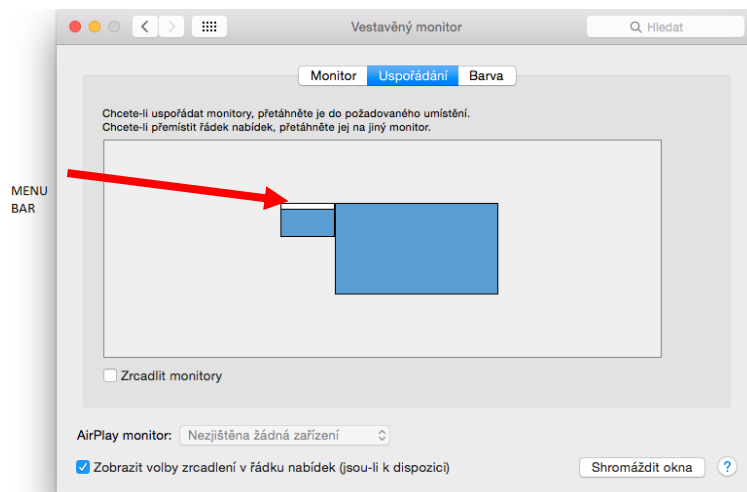 Vestavěný monitor
Hledat
Monitor Uspořádání Barva
Chcete-li uspořádat monitory, přetáhněte je do požadovaného umístění.
Chcete-li přemístit řádek nabídek, přetáhněte jej na jiný monitor.
MENU
BAR
Zrcadlit monitory
AirPlay monitor: Nezjištěna žádná zařízení
Zobrazit volby zrcadlení v řádku nabídek (jsou-li k dispozici)
Shromáždit okna ?